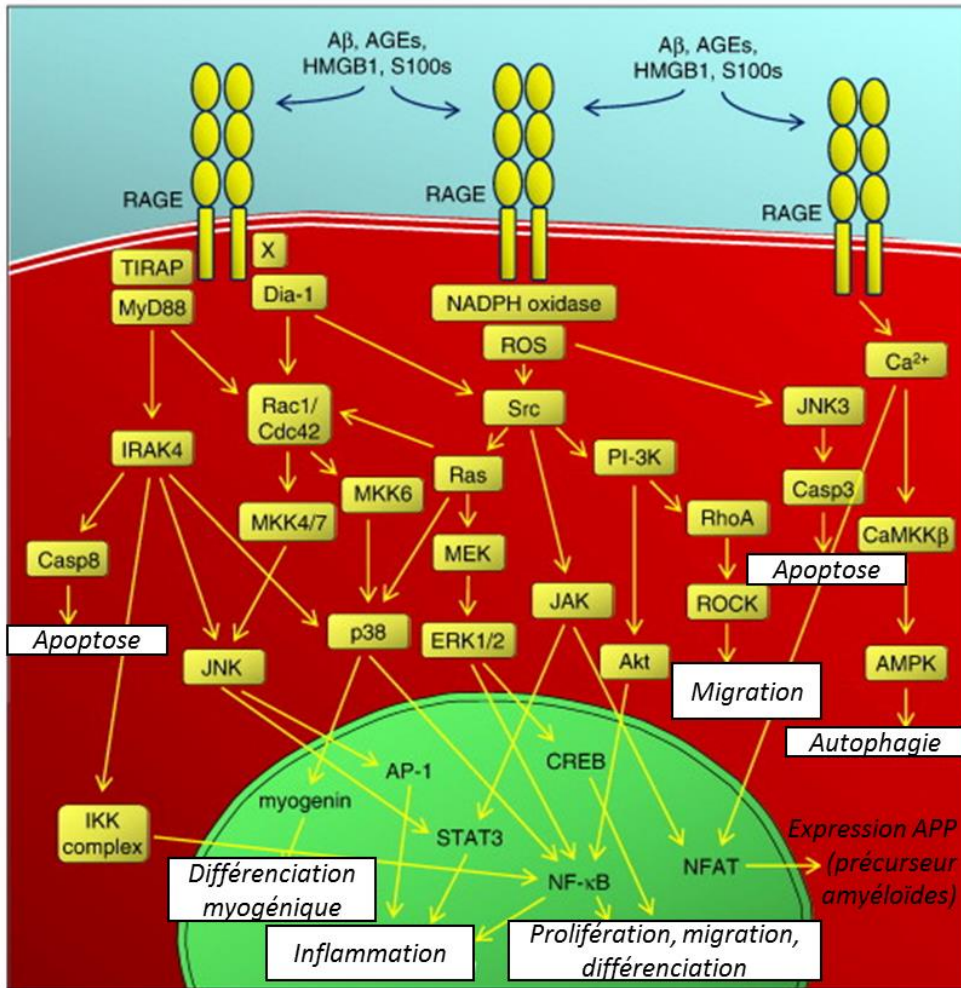 Aβ, AGEs,
HMGB1, S100s
Aβ, AGEs,
HMGB1, S100s
RAGE
RAGE
RAGE
TIRAP
X
MyD88
Dia-1
NADPH oxidase
ROS
Ca²⁺
Rac1/
Cdc42
Src
JNK3
IRAK4
MKK6
Ras
PI-3K
Casp3
MKK4/7
RhoA
CaMKKβ
Casp8
MEK
Apoptose
JAK
ROCK
Apoptose
p38
ERK1/2
JNK
Akt
Migration
AMPK
Autophagie
CREB
AP-1
myogenin
IKK
complex
STAT3
NF-κB
NFAT
Expression APP
(précurseur
amyéloïdes)
Différenciation
myogénique
Inflammation
Prolifération, migration,
différenciation